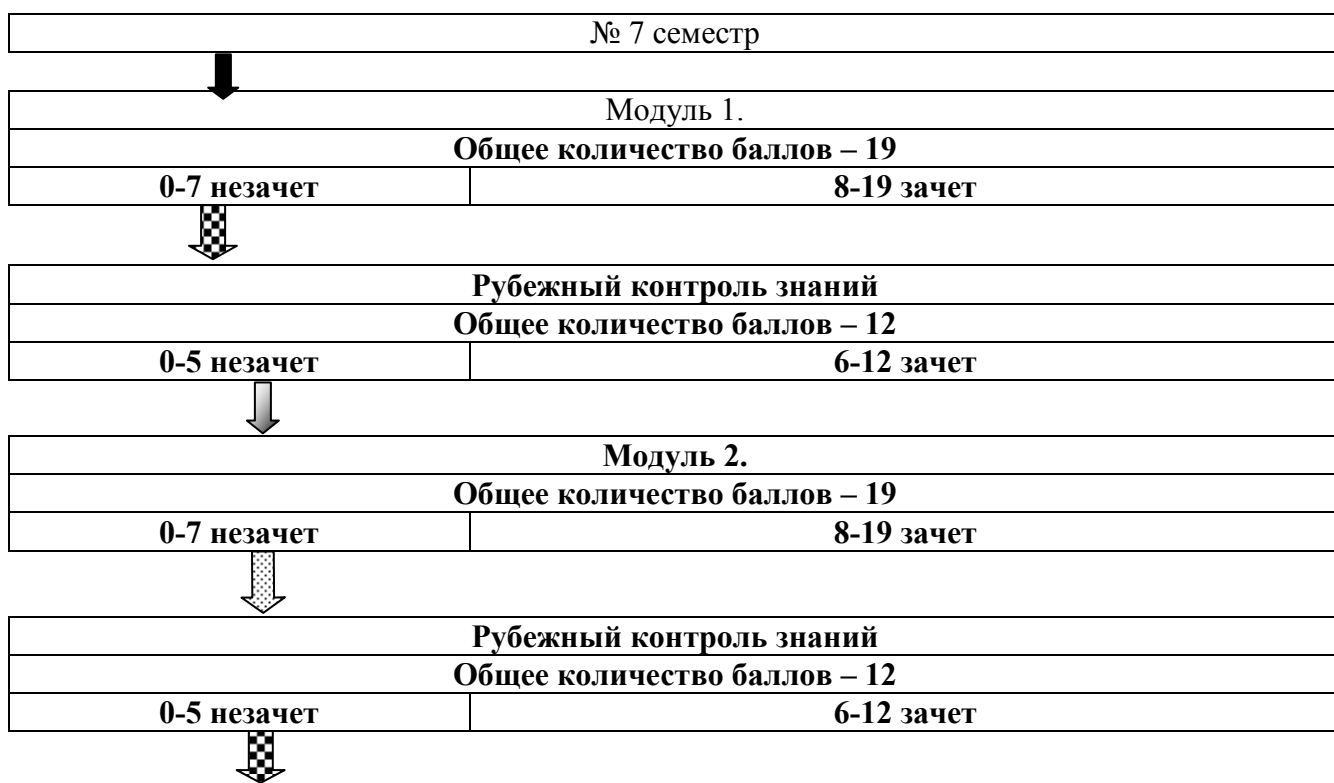 № 7 семестр
Модуль 1.
Общее количество баллов – 19
0-7 незачет 8-19 зачет
Рубежный контроль знаний
Общее количество баллов – 12
0-5 незачет 6-12 зачет
Модуль 2.
Общее количество баллов – 19
0-7 незачет 8-19 зачет
Рубежный контроль знаний
Общее количество баллов – 12
0-5 незачет 6-12 зачет